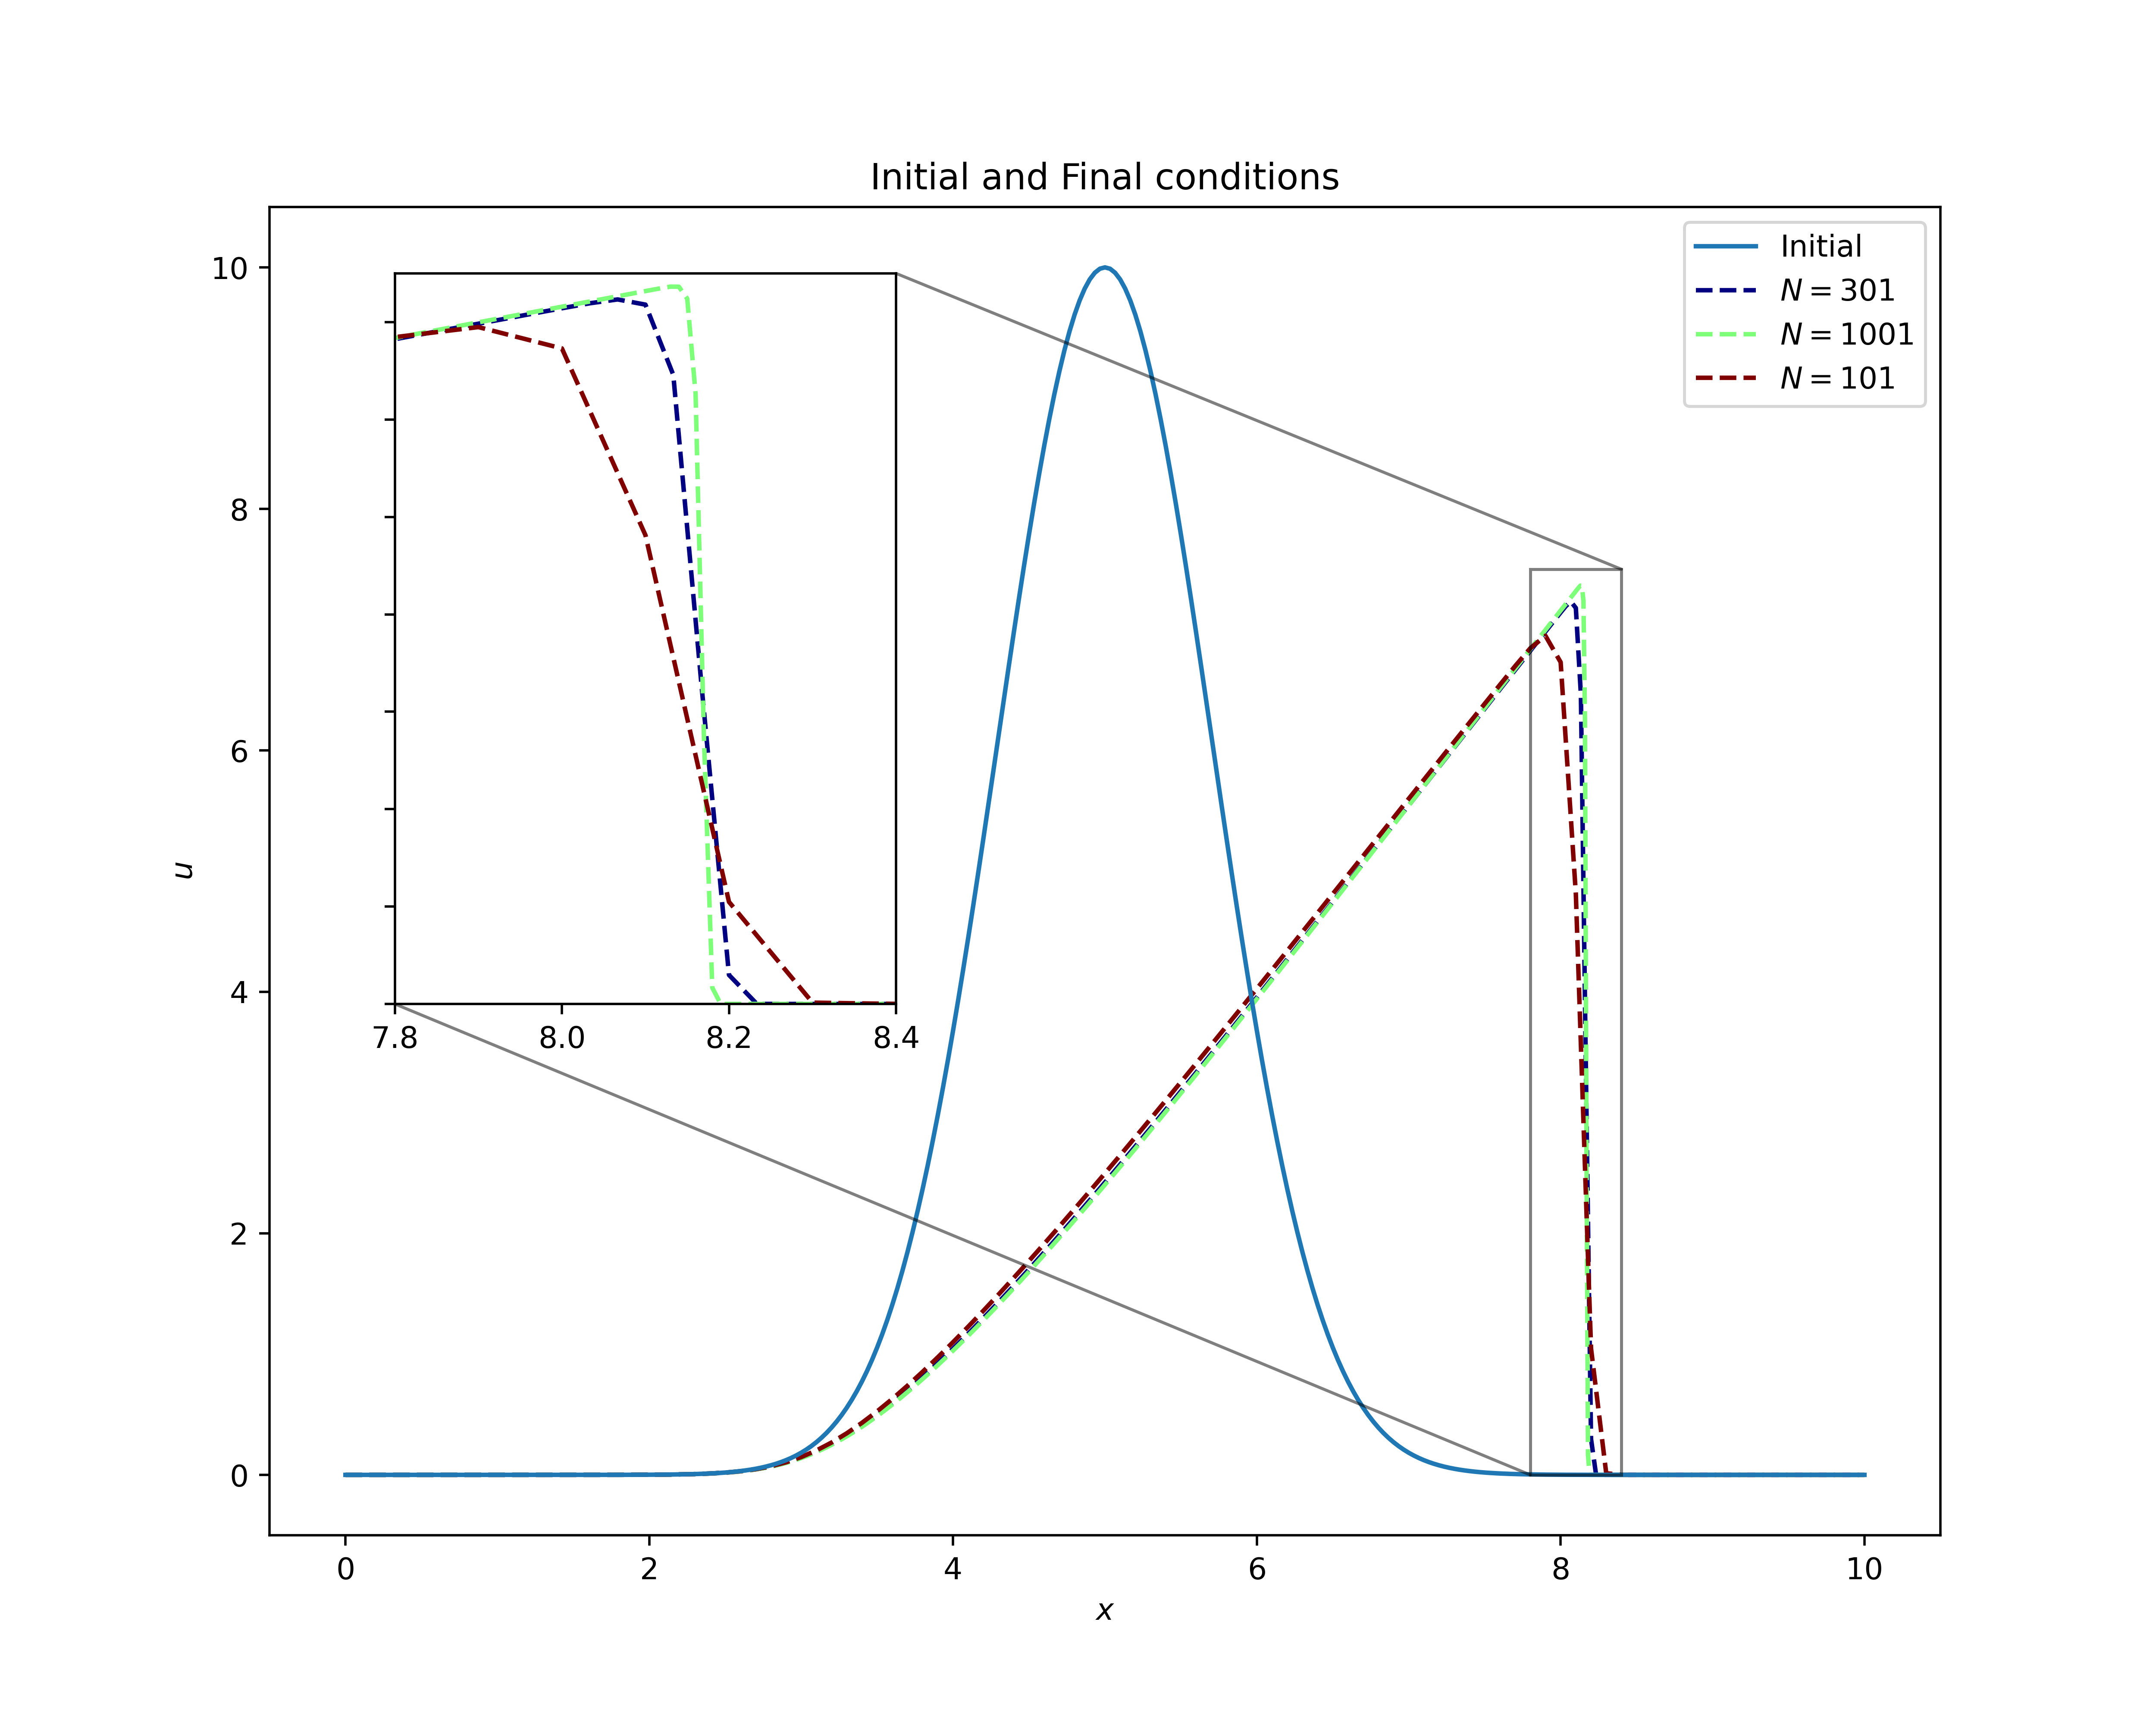 Initial and Final conditions
Initial
N = 301
N = 1001
N = 101
10
8
6
4
2
0
u
7.8 8.0 8.2 8.4
0 2 4 6 8 10
x